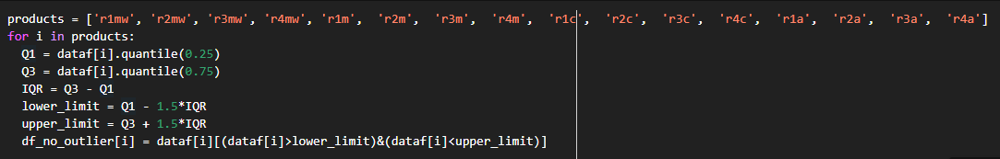 products = ['r1mw', 'r2mw', 'r3mw', 'r4mw', 'r1m', 'r2m', 'r3m', 'r4m', 'r1c', 'r2c', 'r3c', 'r4c', 'r1a', 'r2a', 'r3a', 'r4a']
for i in products:
  Q1 = dataf[i].quantile(0.25)
  Q3 = dataf[i].quantile(0.75)
  IQR = Q3 - Q1
  lower_limit = Q1 - 1.5*IQR
  upper_limit = Q3 + 1.5*IQR
  df_no_outlier[i] = dataf[i][(dataf[i]>lower_limit)&(dataf[i]<upper_limit)]